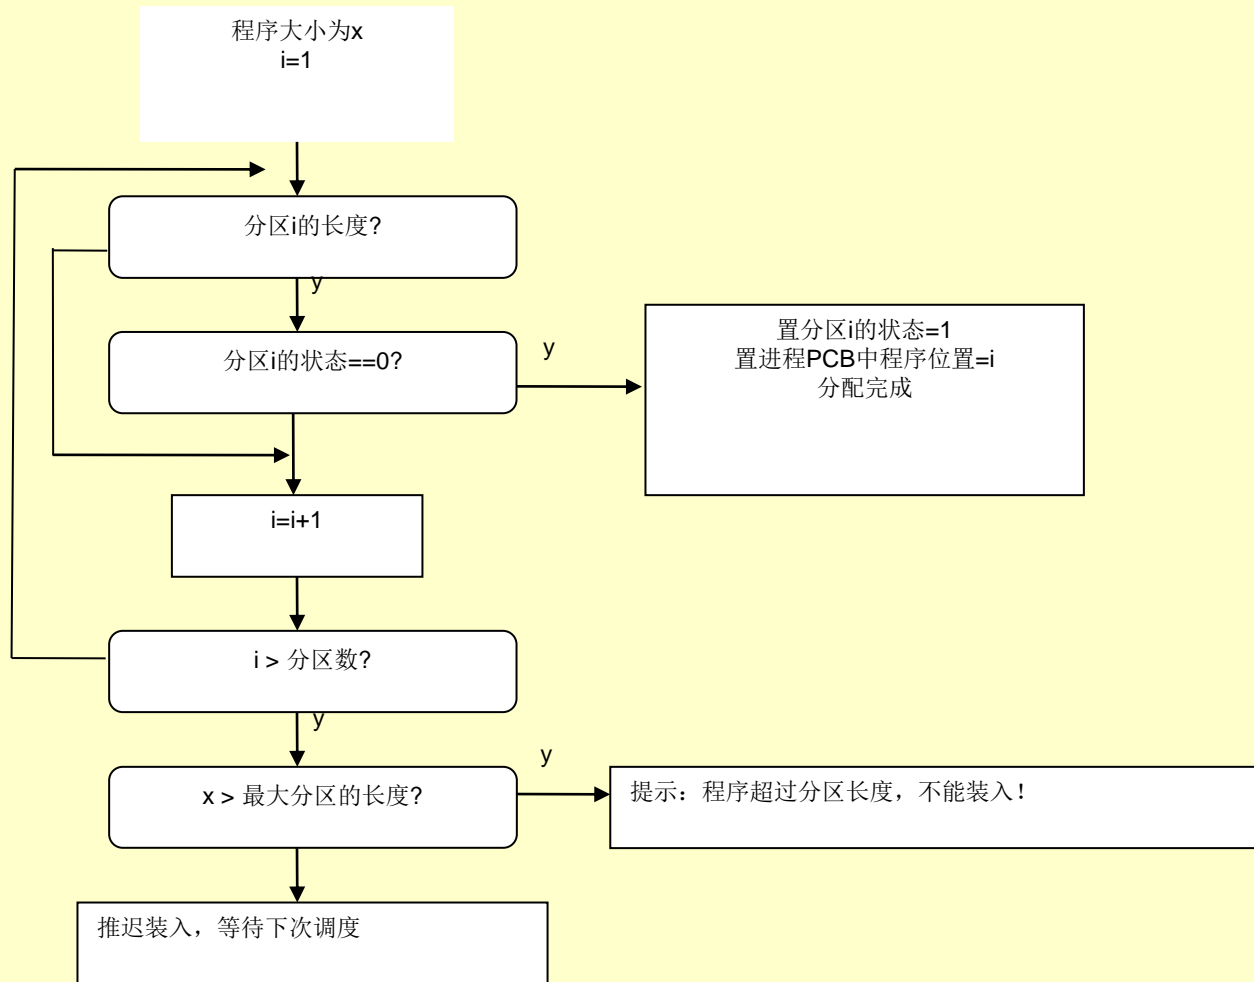 程序大小为x
i=1
分区i的长度?
y
分区i的状态==0?
y
置分区i的状态=1
置进程PCB中程序位置=i
分配完成
i=i+1
i > 分区数?
y
x > 最大分区的长度?
y
提示：程序超过分区长度，不能装入！
推迟装入，等待下次调度